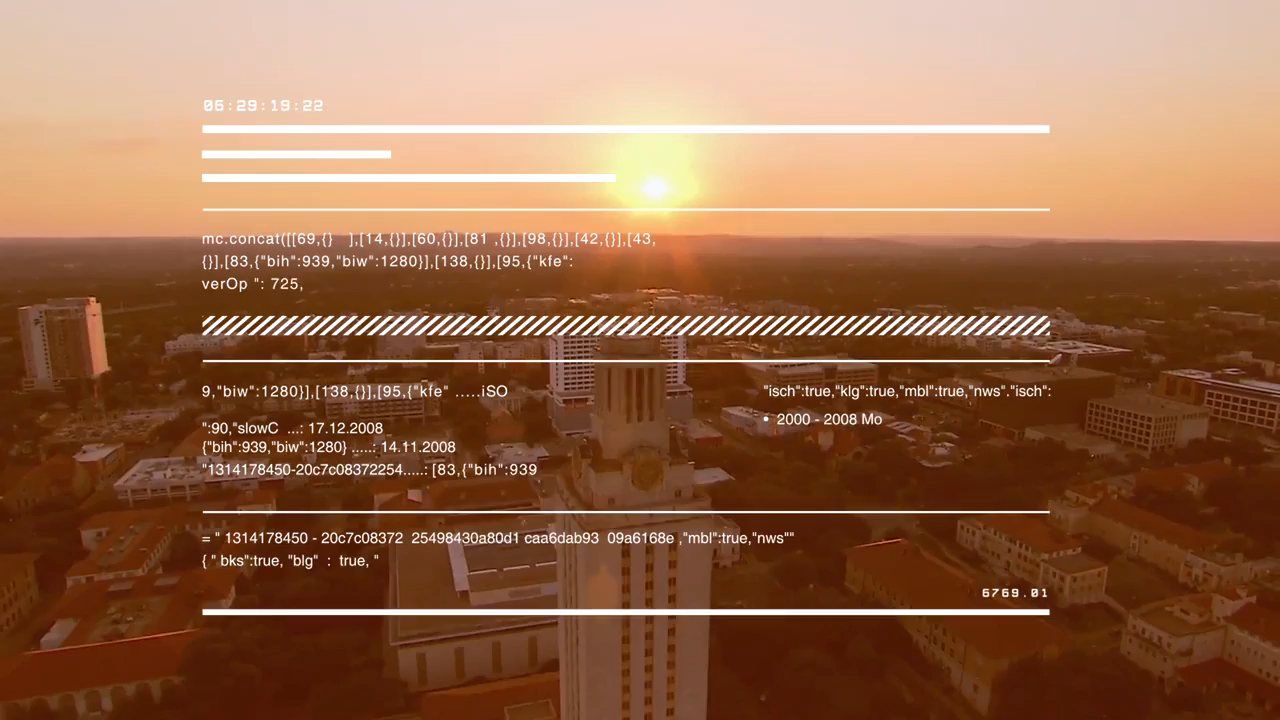 06:29:19:22
mc.concat([[69,{}   ],[14,{}],[60,{}],[81 ,{}],[98,{}],[42,{}],[43,
{}],[83,{"bih":939,"biw":1280}],[138,{}],[95,{"kfe":
verOp ": 725,
9,"biw":1280}],[138,{}],[95,{"kfe" .....iSO
"isch":true,"klg":true,"mbl":true,"nws"."isch":
• 2000 - 2008 Mo
":90,"slowC  ...: 17.12.2008
{"bih":939,"biw":1280} .....: 14.11.2008
"1314178450-20c7c08372254.....: [83,{"bih":939
= " 1314178450 - 20c7c08372  25498430a80d1 caa6dab93  09a6168e ,"mbl":true,"nws""
{ " bks":true, "blg"  :  true, "
6769.01